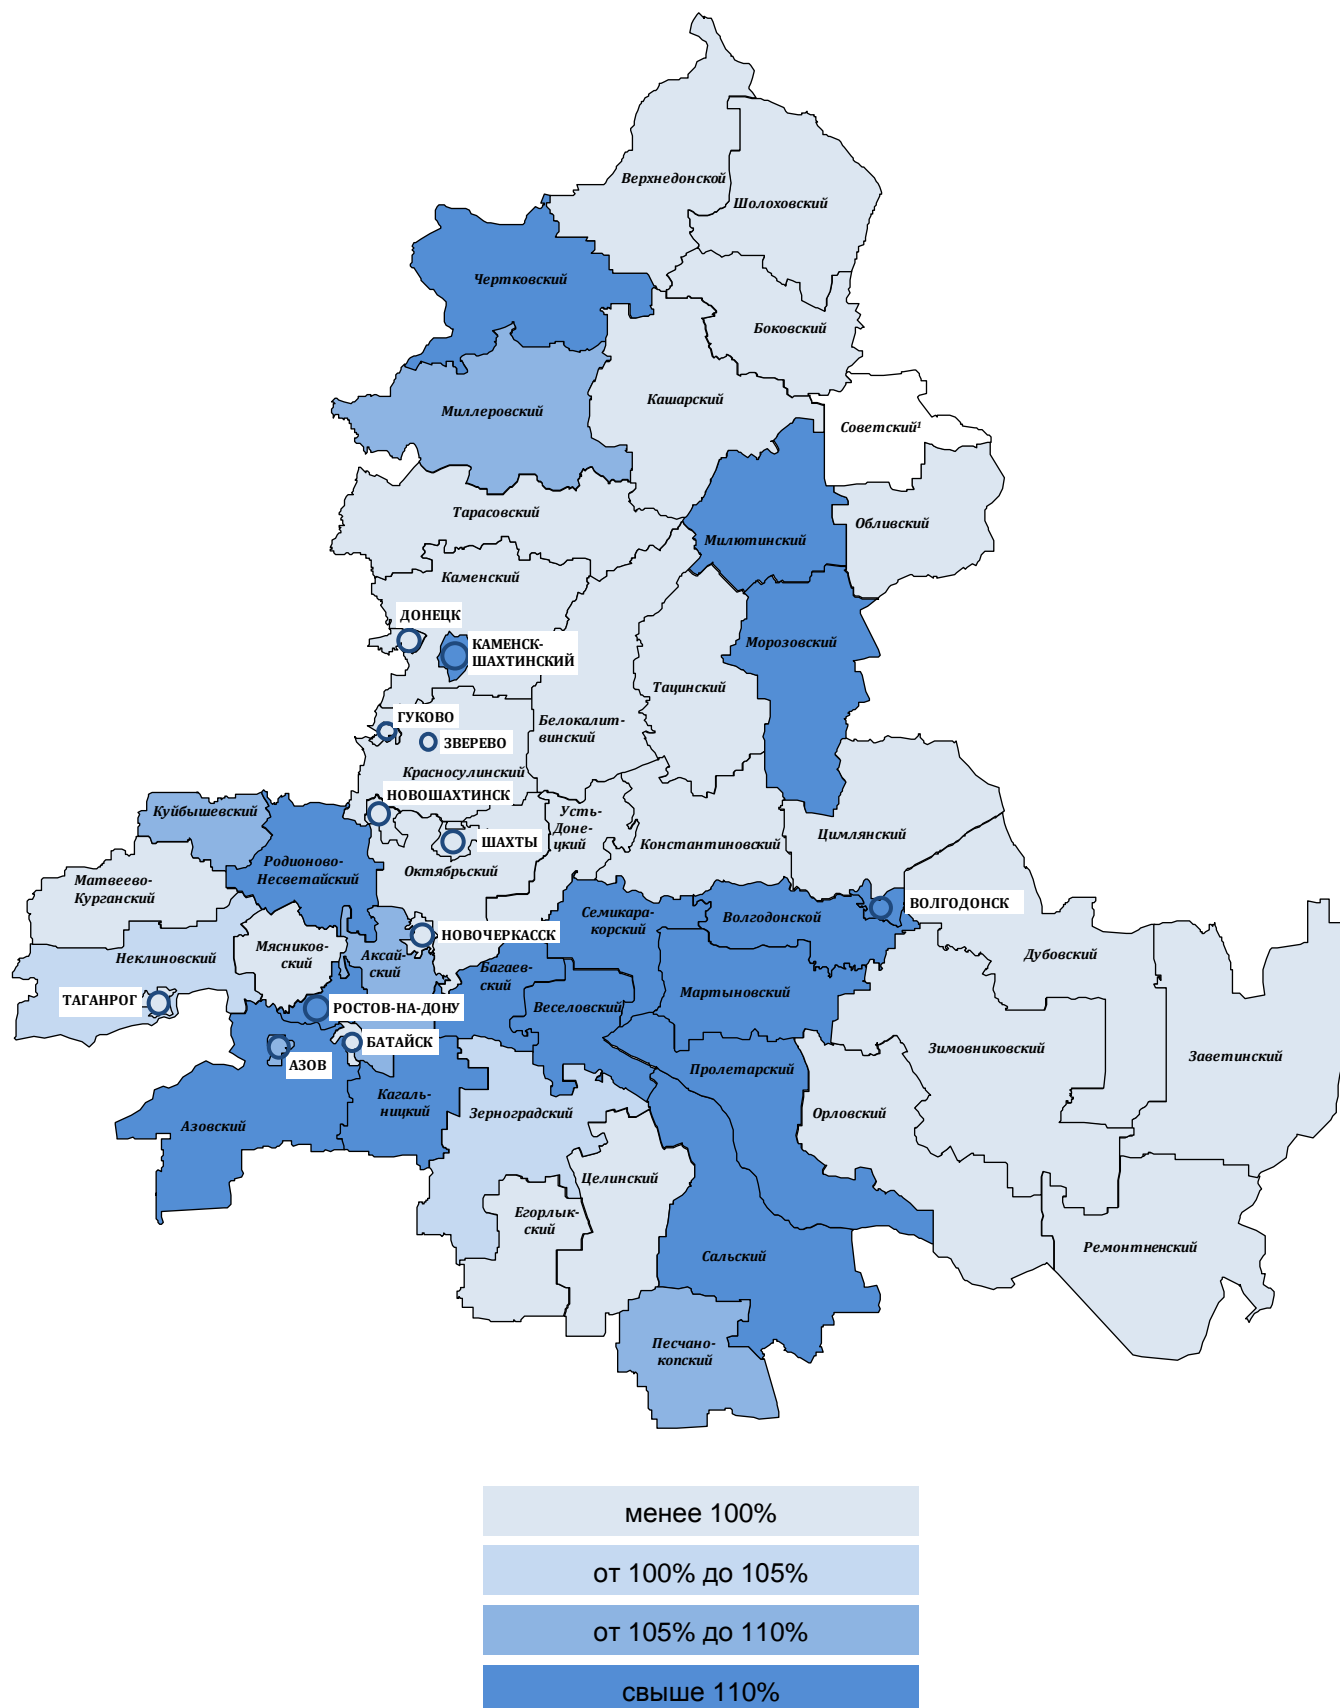 Верхнедонской
Шолоховский
Чертковский
Боковский
Миллеровский
Кашарский
Советский¹
Тарасовский
Обливский
Милютинский
Каменский
ДОНЕЦК
КАМЕНСК-
ШАХТИНСКИЙ
Морозовский
Тацинский
ГУКОВО
ЗВЕРЕВО
Белокалит-
винский
Красносулинский
НОВОШАХТИНСК
Куйбышевский
Усть-
Доне-
цкий
Цимлянский
ШАХТЫ
Константиновский
Родионово-
Несветайский
Октябрьский
Матвеево-
Курганский
ВОЛГОДОНСК
Семикара-
корский
Волгодонской
НОВОЧЕРКАССК
Мясников-
ский
Аксай-
ский
Неклиновский
Дубовский
Багаев-
ский
Мартыновский
ТАГАНРОГ
РОСТОВ-НА-ДОНУ
Веселовский
БАТАЙСК
АЗОВ
Зимовниковский
Заветинский
Пролетарский
Кагаль-
ницкий
Зерноградский
Орловский
Азовский
Целинский
Егорлык-
ский
Сальский
Ремонтненский
Песчано-
копский
менее 100%
от 100% до 105%
от 105% до 110%
свыше 110%